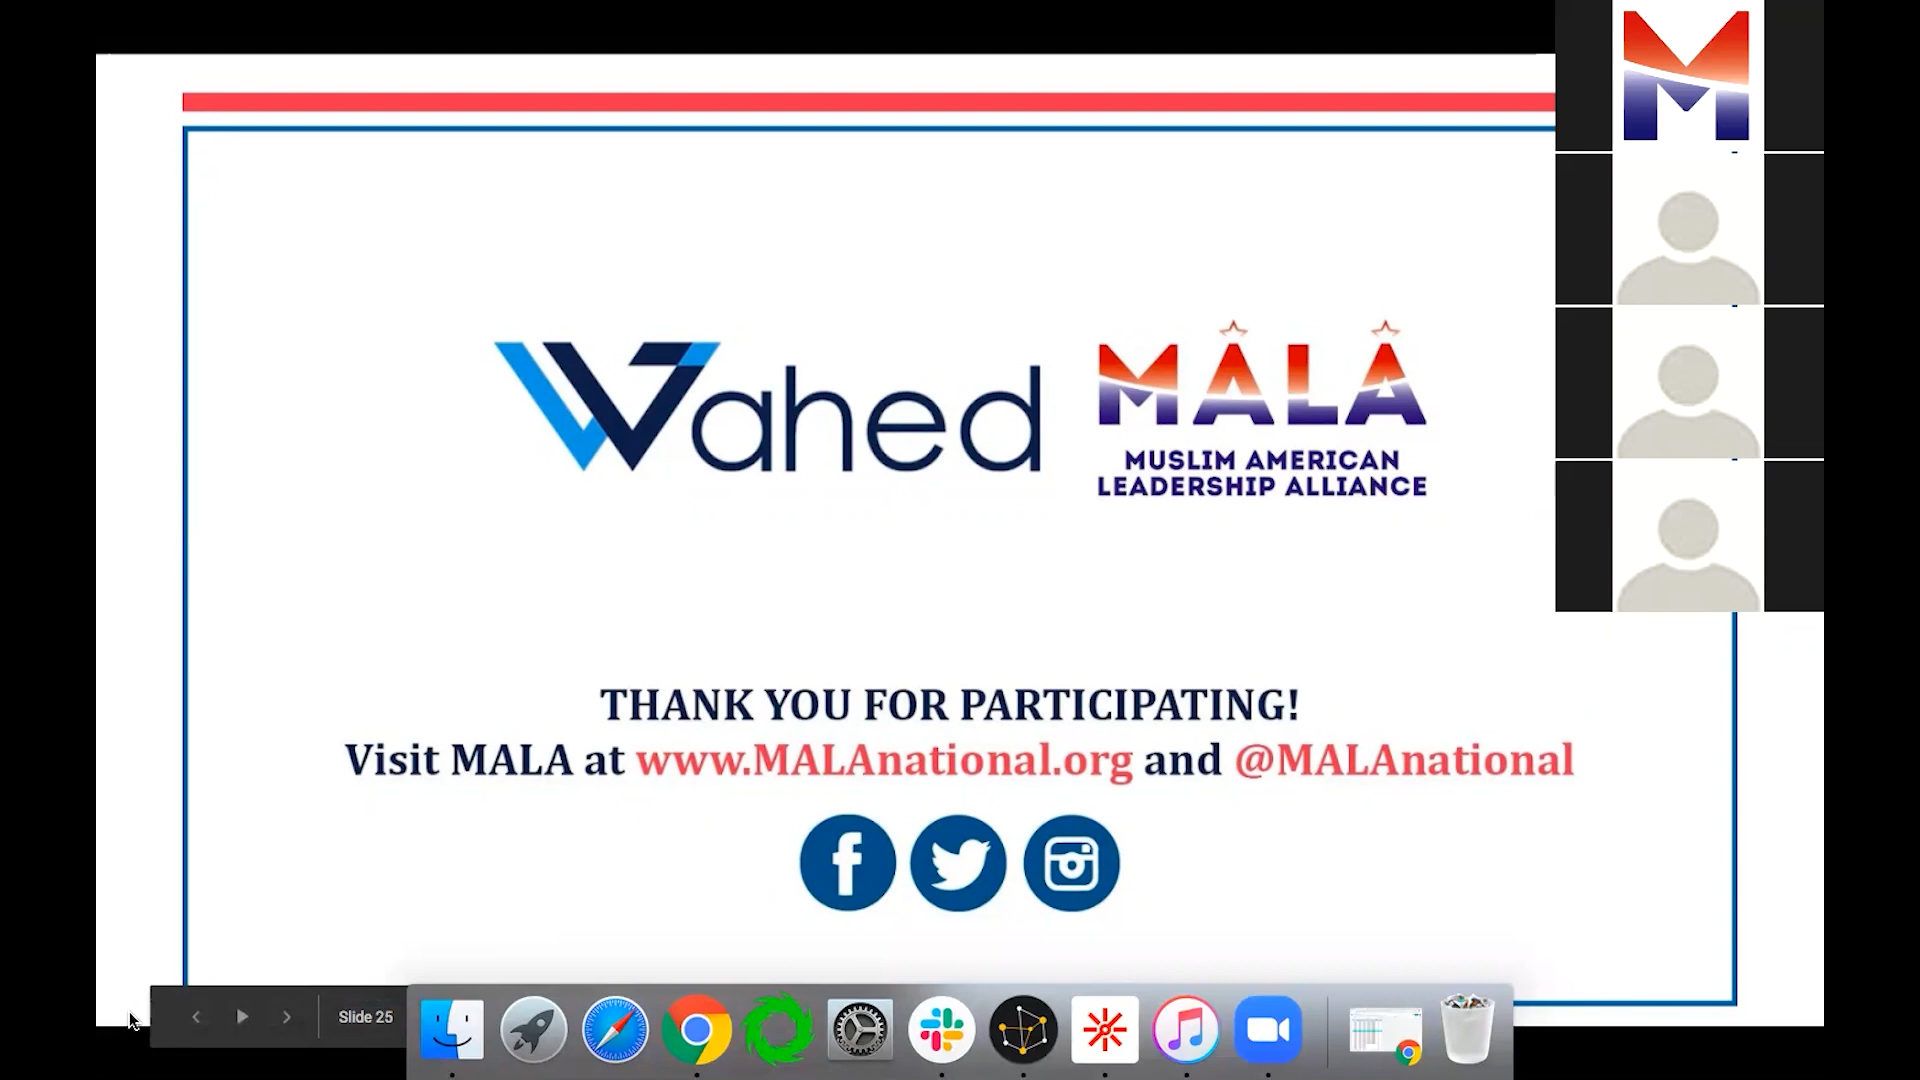 M
Wahed
MALA
MUSLIM AMERICAN
LEADERSHIP ALLIANCE
THANK YOU FOR PARTICIPATING!
Visit MALA at www.MALAnational.org and @MALAnational
Slide 25